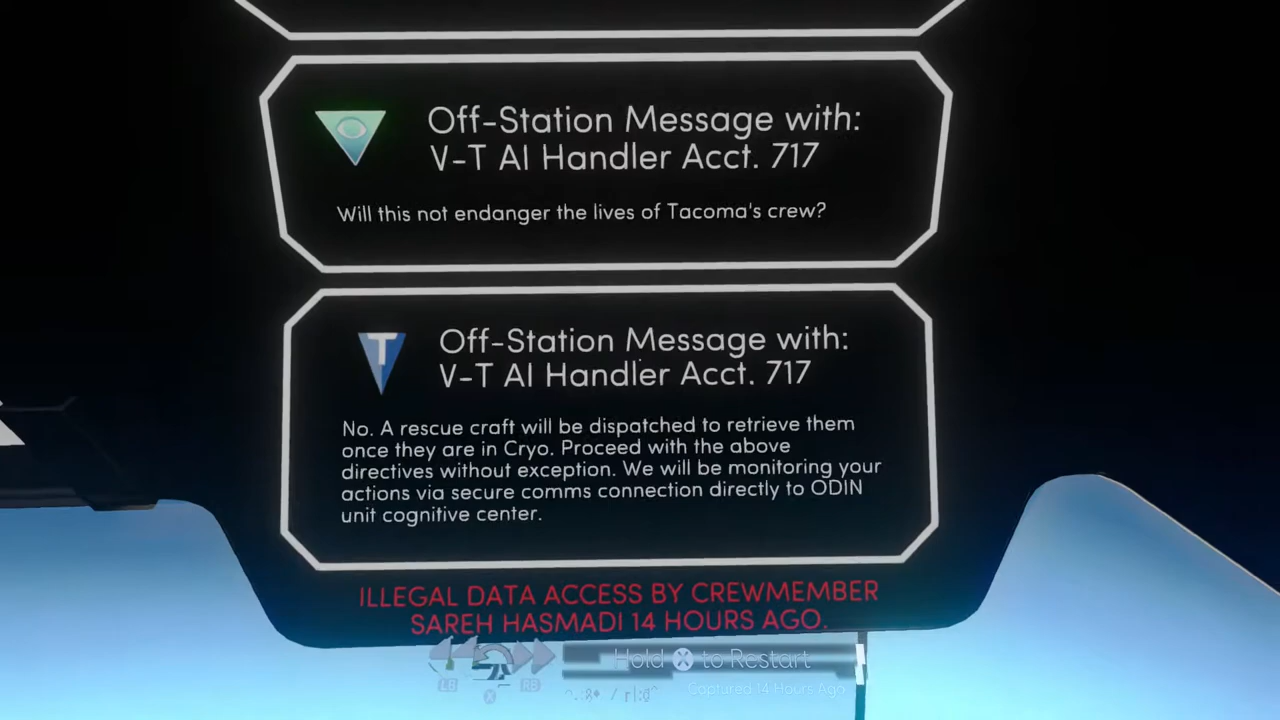 Off-Station Message with:
V-T AI Handler Acct. 717
Will this not endanger the lives of Tacoma's crew?
T
Off-Station Message with:
V-T AI Handler Acct. 717
No. A rescue craft will be dispatched to retrieve them
once they are in Cryo. Proceed with the above
directives without exception. We will be monitoring your
actions via secure comms connection directly to ODIN
unit cognitive center.
ILLEGAL DATA ACCESS BY CREWMEMBER
SAREH HASMADI 14 HOURS AGO.
Hold X to Restart
LB X RB
Captured 14 Hours Ago